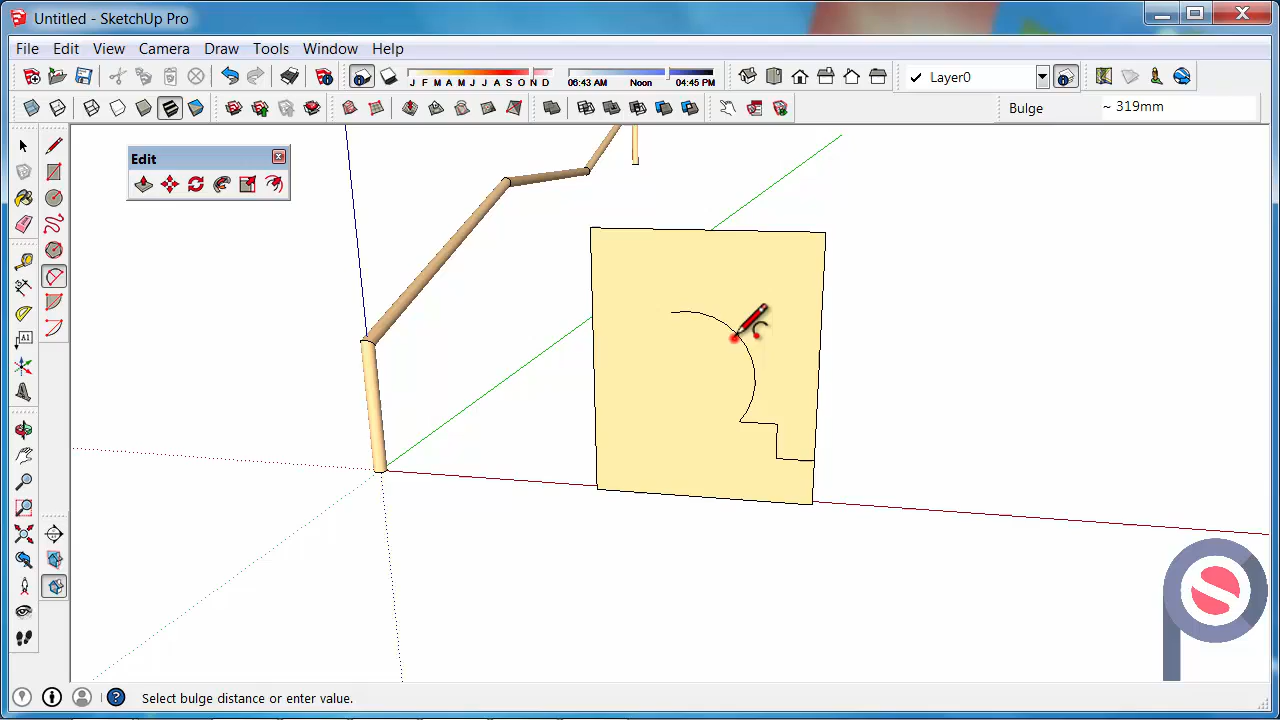 Untitled - SketchUp Pro
File Edit View Camera Draw Tools Window Help
J F M A M J J A S O N D
06:43 AM Noon 04:45 PM
Layer0
Bulge ~ 319mm
Edit
A1
Select bulge distance or enter value.